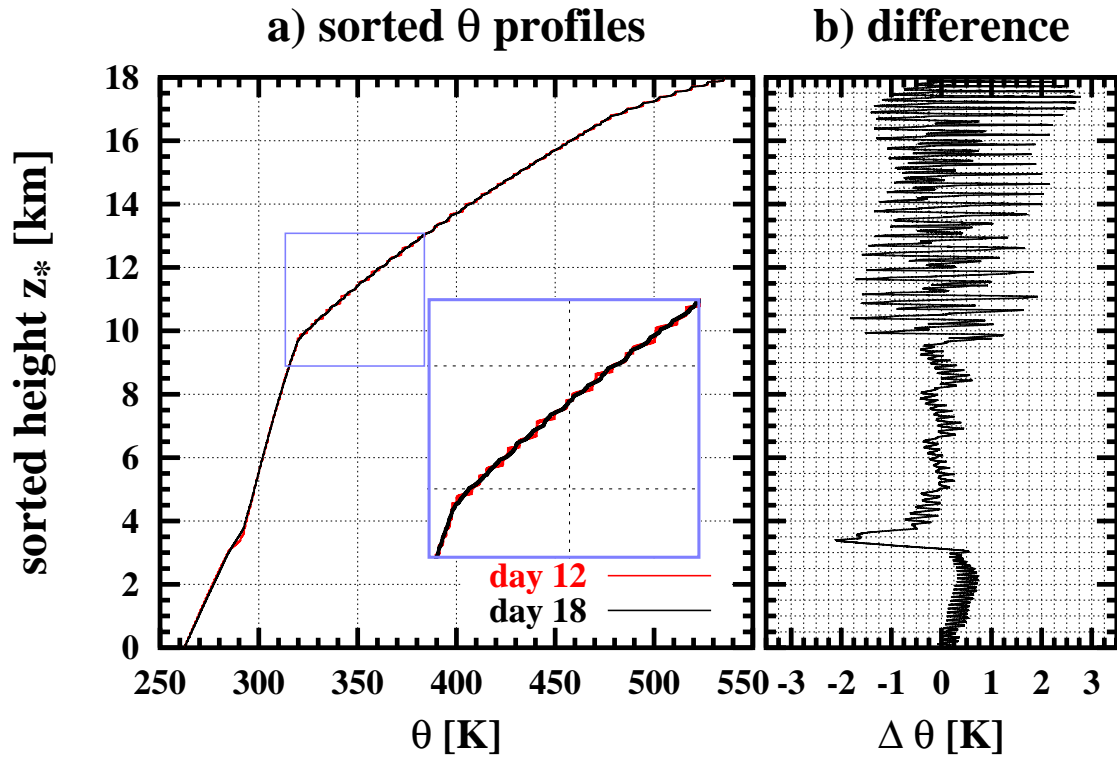 a) sorted θ profiles
b) difference
sorted height z* [km]
18
16
14
12
10
8
6
4
2
0
day 12
day 18
250 300 350 400 450 500 550
-3 -2 -1 0 1 2 3
θ [K]
Δ θ [K]